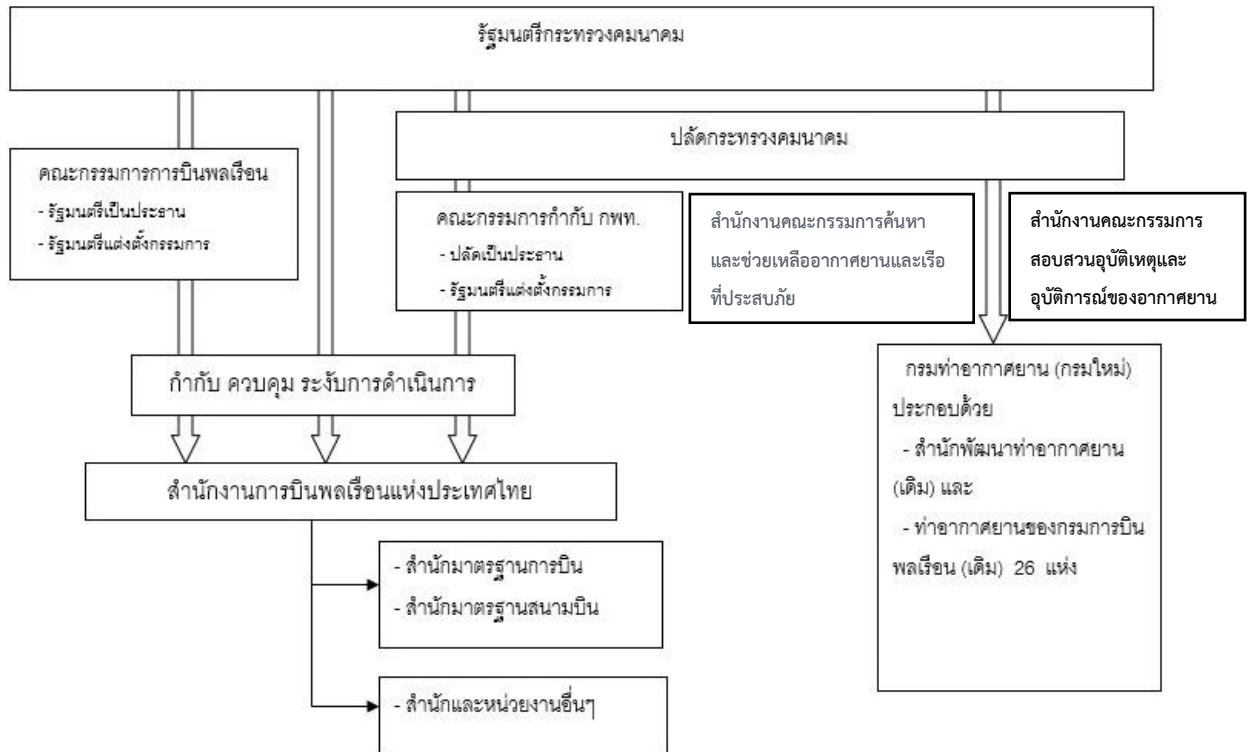 รัฐมนตรีกระทรวงคมนาคม
ปลัดกระทรวงคมนาคม
คณะกรรมการการบินพลเรือน
- รัฐมนตรีเป็นประธาน
- รัฐมนตรีแต่งตั้งกรรมการ
คณะกรรมการกำกับ กพท.
- ปลัดเป็นประธาน
- รัฐมนตรีแต่งตั้งกรรมการ
สำนักงานคณะกรรมการค้นหา
และช่วยเหลืออากาศยานและเรือ
ที่ประสบภัย
สำนักงานคณะกรรมการ
สอบสวนอุบัติเหตุและ
อุบัติการณ์ของอากาศยาน
กำกับ ควบคุม ระงับการดำเนินการ
สำนักงานการบินพลเรือนแห่งประเทศไทย
- สำนักมาตรฐานการบิน
- สำนักมาตรฐานสนามบิน
- สำนักและหน่วยงานอื่นๆ
กรมท่าอากาศยาน (กรมใหม่)
ประกอบด้วย
- สำนักพัฒนาท่าอากาศยาน
(เดิม) และ
- ท่าอากาศยานของกรมการบิน
พลเรือน (เดิม) 26 แห่ง